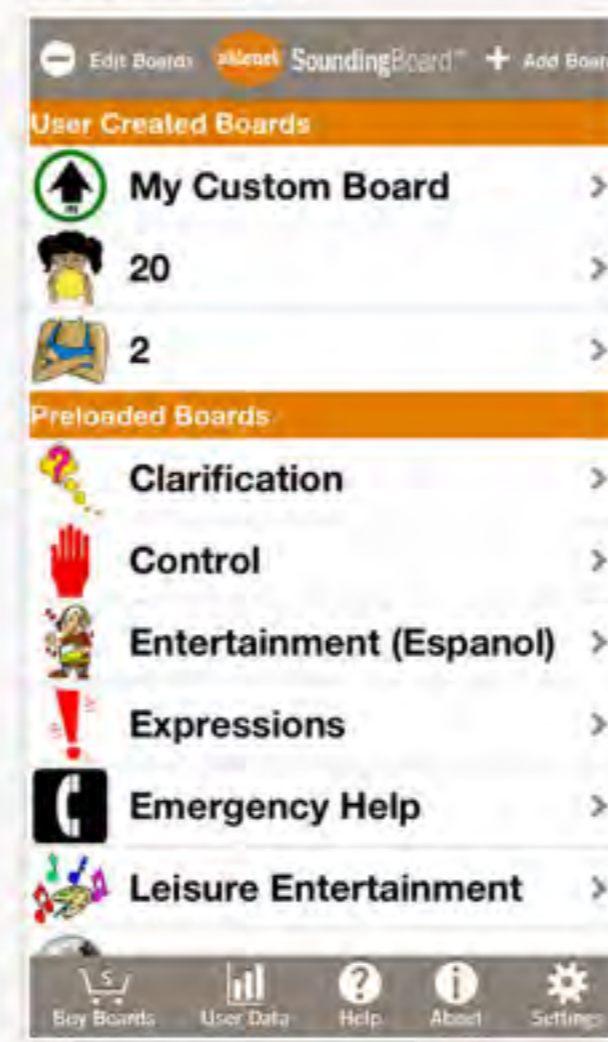 Edit Boards ablenet SoundingBoard™ + Add Board
User Created Boards
My Custom Board
20
2
Preloaded Boards
Clarification
Control
Entertainment (Espanol)
Expressions
Emergency Help
Leisure Entertainment
Buy Boards User Data Help About Settings